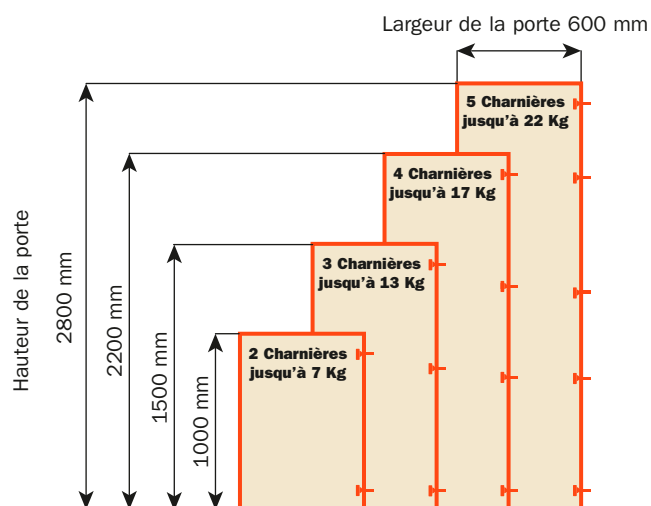 Largeur de la porte 600 mm
5 Charnières
jusqu'à 22 Kg
4 Charnières
jusqu'à 17 Kg
3 Charnières
jusqu'à 13 Kg
2 Charnières
jusqu'à 7 Kg
Hauteur de la porte
2800 mm
2200 mm
1500 mm
1000 mm